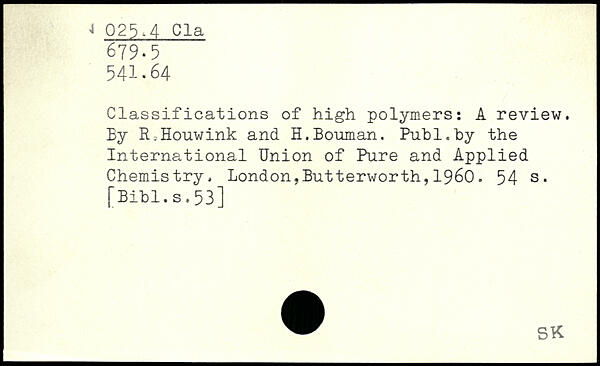 025.4 Cla
679.5
541.64
Classifications of high polymers: A review.
By R.Houwink and H.Bouman. Publ.by the
International Union of Pure and Applied
Chemistry. London,Butterworth,1960. 54 s.
[Bibl.s.53]
SK